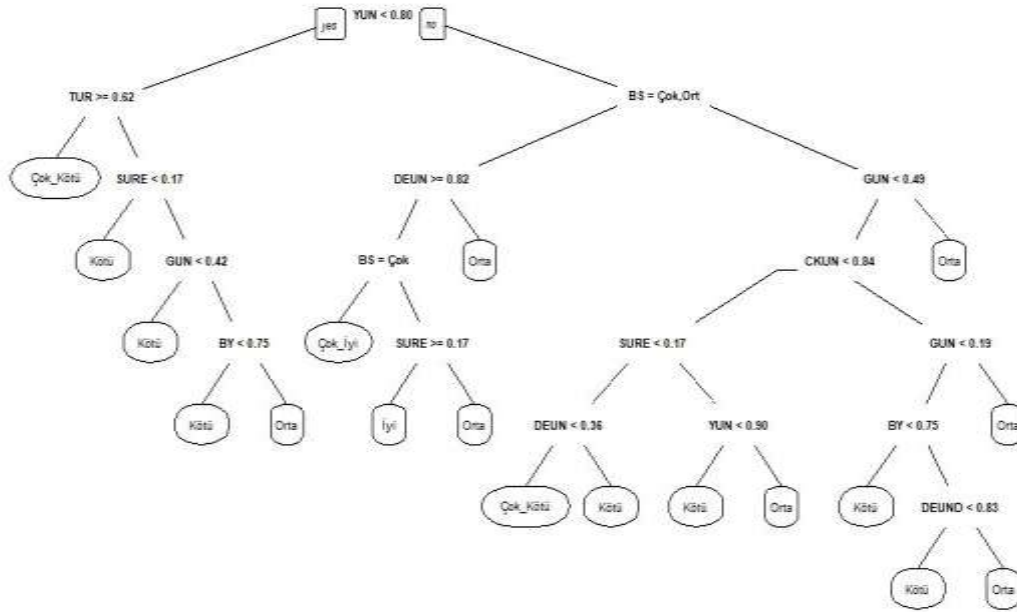 yes YUN < 0.80 no
TUR >= 0.62 BS = Çok,Ort
Çok_Kötü SURE < 0.17 DEUN >= 0.82 GUN < 0.49
Kötü GUN < 0.42 BS = Çok Orta CKUN < 0.84 Orta
Kötü BY < 0.75 Çok_İyi SURE >= 0.17 SURE < 0.17 GUN < 0.19
Kötü Orta İyi Orta DEUN < 0.36 YUN < 0.90 BY < 0.75 Orta
Çok_Kötü Kötü Kötü Orta Kötü DEUND < 0.83
Kötü Orta